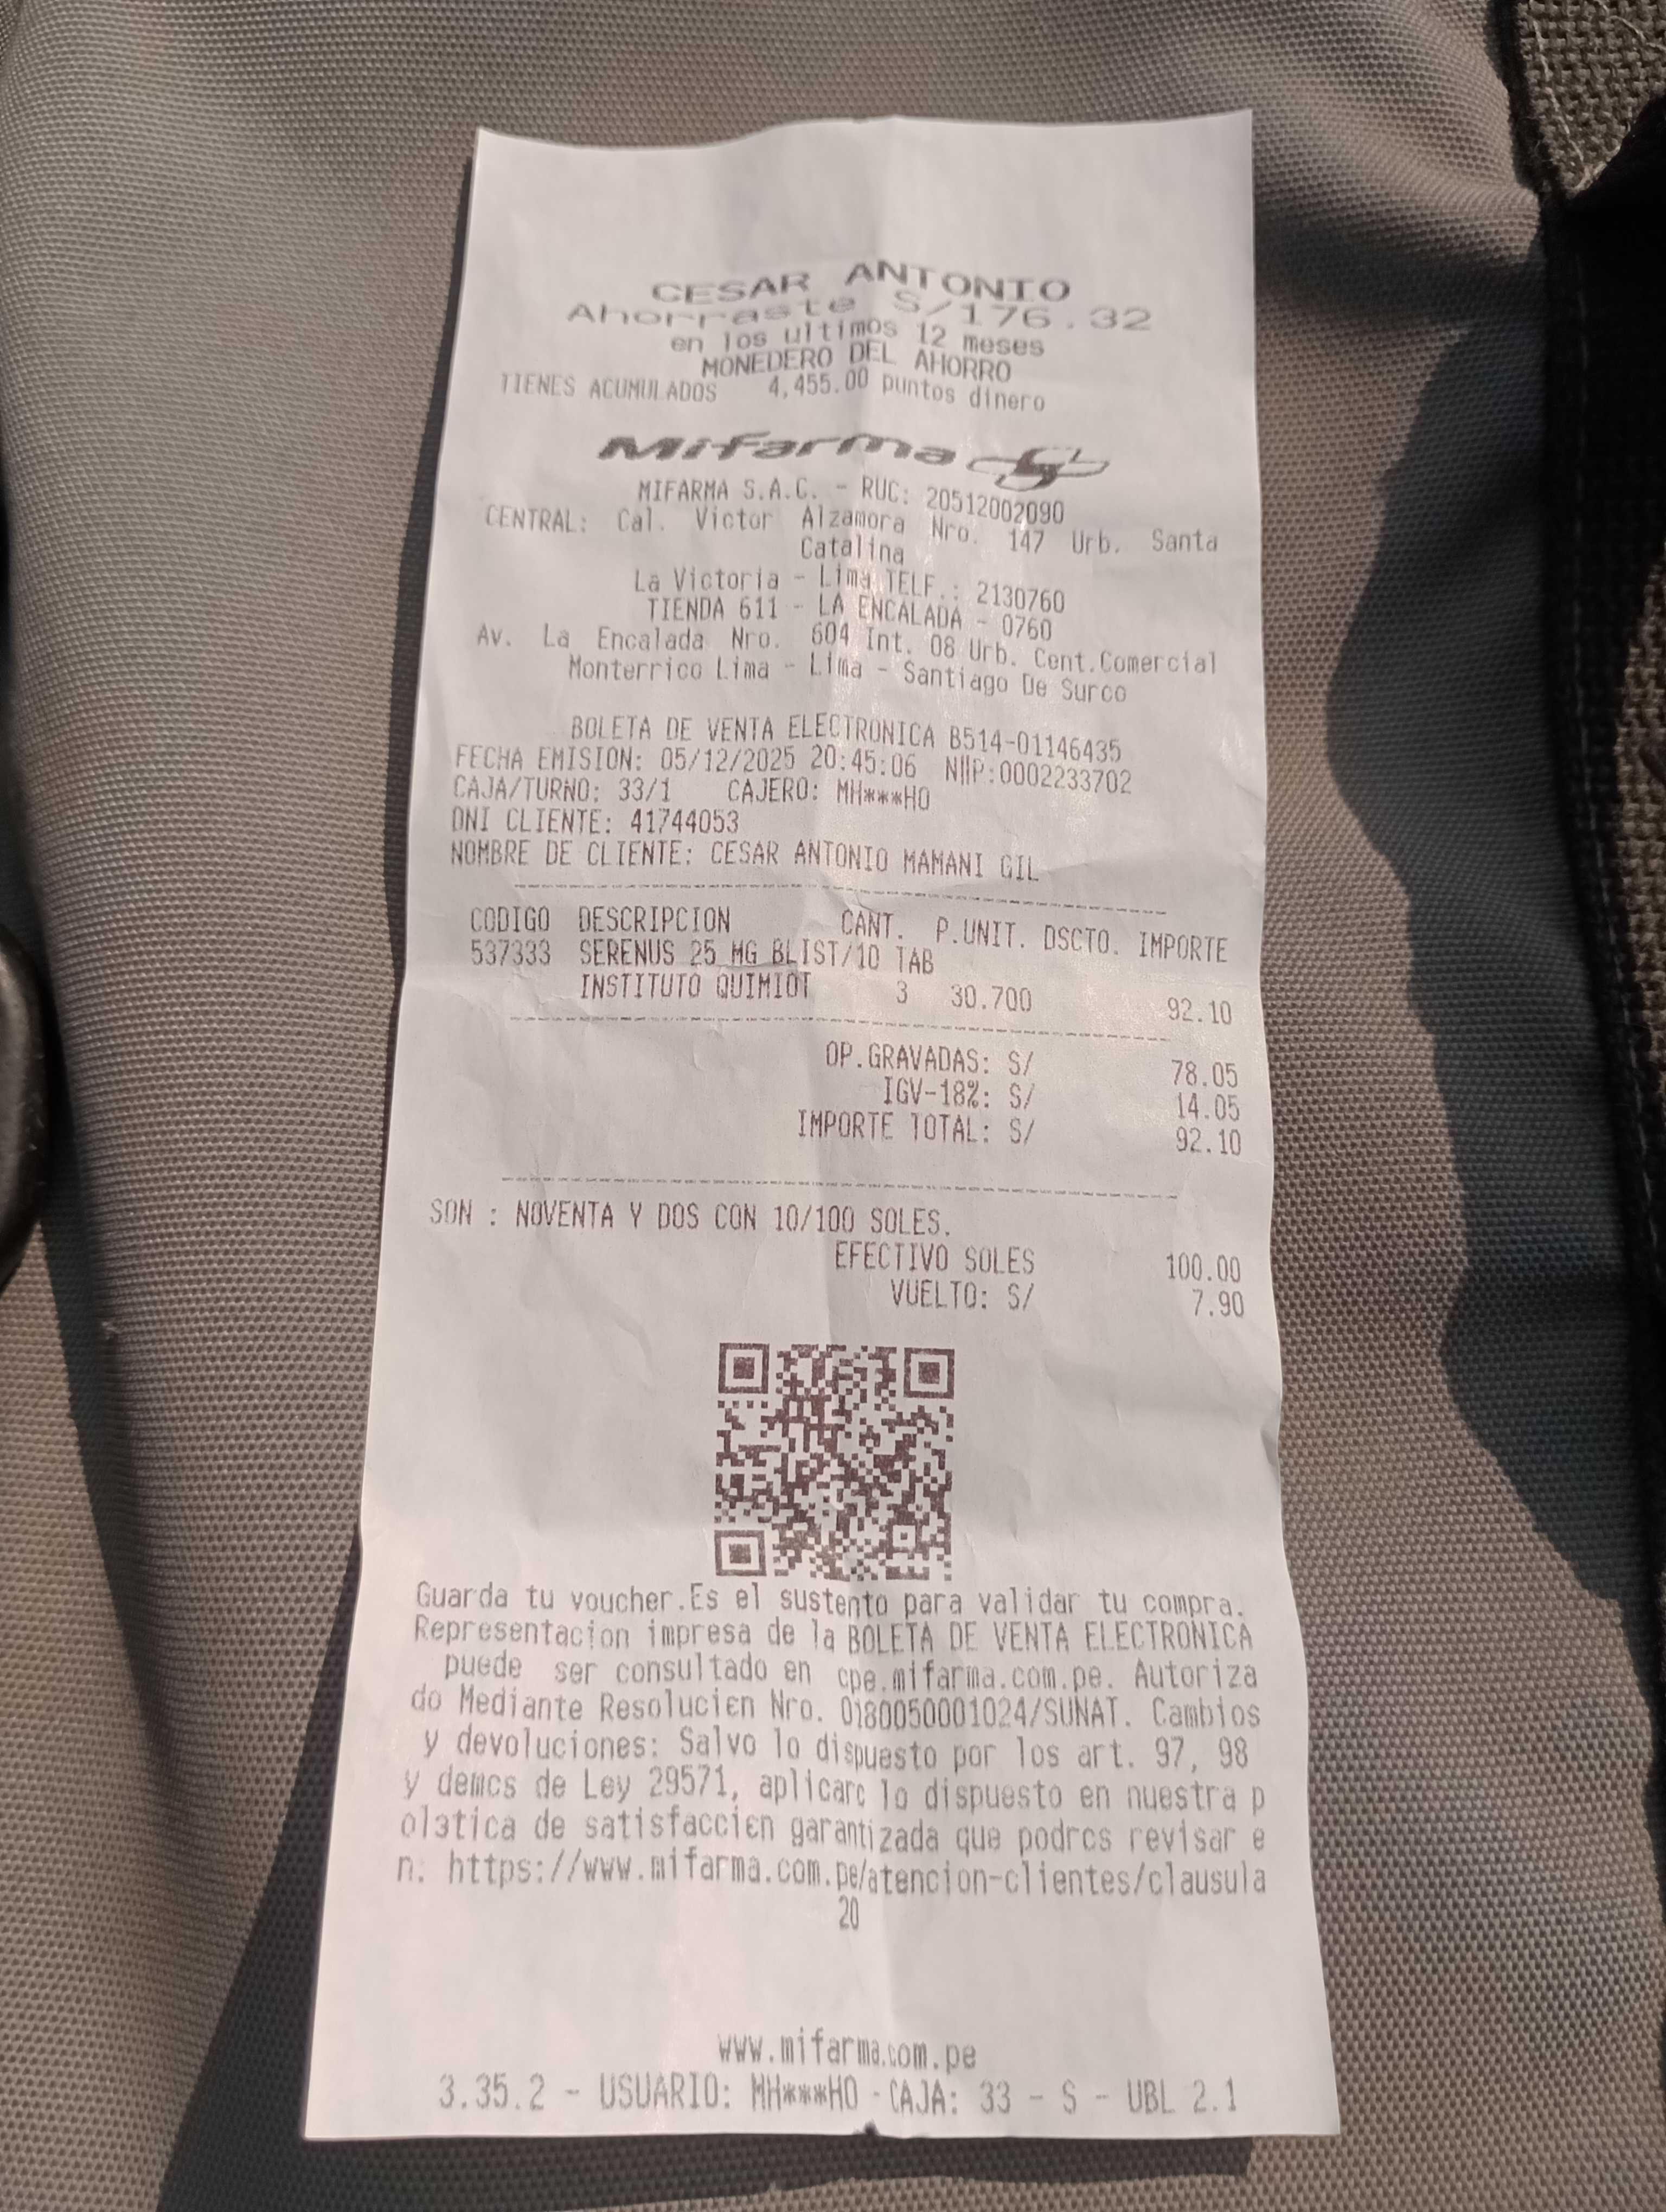 CESAR ANTONIO
Ahorraste S/176.32
en los ultimos 12 meses
MONEDERO DEL AHORRO
TIENES ACUMULADOS 4,455.00 puntos dinero
Mifarma
MIFARMA S.A.C. - RUC: 20512002090
CENTRAL: Cal. Victor Alzamora Nro. 147 Urb. Santa
Catalina
La Victoria - Lima TELF.: 2130760
TIENDA 611 - LA ENCALADA - 0760
Av. La Encalada Nro. 604 Int. 08 Urb. Cent.Comercial
Monterrico Lima - Lima - Santiago De Surco
BOLETA DE VENTA ELECTRONICA B514-01146435
FECHA EMISION: 05/12/2025 20:45:06 NIIP:0002233702
CAJA/TURNO: 33/1 CAJERO: MH***HO
DNI CLIENTE: 41744053
NOMBRE DE CLIENTE: CESAR ANTONIO MAMANI GIL
CODIGO DESCRIPCION CANT. P.UNIT. DSCTO. IMPORTE
537333 SERENUS 25 MG BLIST/10 TAB
INSTITUTO QUIMIOT 3 30.700 92.10
OP.GRAVADAS: S/ 78.05
IGV-18%: S/ 14.05
IMPORTE TOTAL: S/ 92.10
SON : NOVENTA Y DOS CON 10/100 SOLES.
EFECTIVO SOLES 100.00
VUELTO: S/ 7.90
Guarda tu voucher.Es el sustento para validar tu compra.
Representacion impresa de la BOLETA DE VENTA ELECTRONICA
puede ser consultado en cpe.mifarma.com.pe. Autoriza
do Mediante Resolucien Nro. 0180050001024/SUNAT. Cambios
y devoluciones: Salvo lo dispuesto por los art. 97, 98
y demcs de Ley 29571, aplicarc lo dispuesto en nuestra p
olatica de satisfaccien garantizada que podrcs revisar e
n: https://www.mifarma.com.pe/atencion-clientes/clausula
20
www.mifarma.com.pe
3.35.2 - USUARIO: MH***HO - CAJA: 33 - S - UBL 2.1